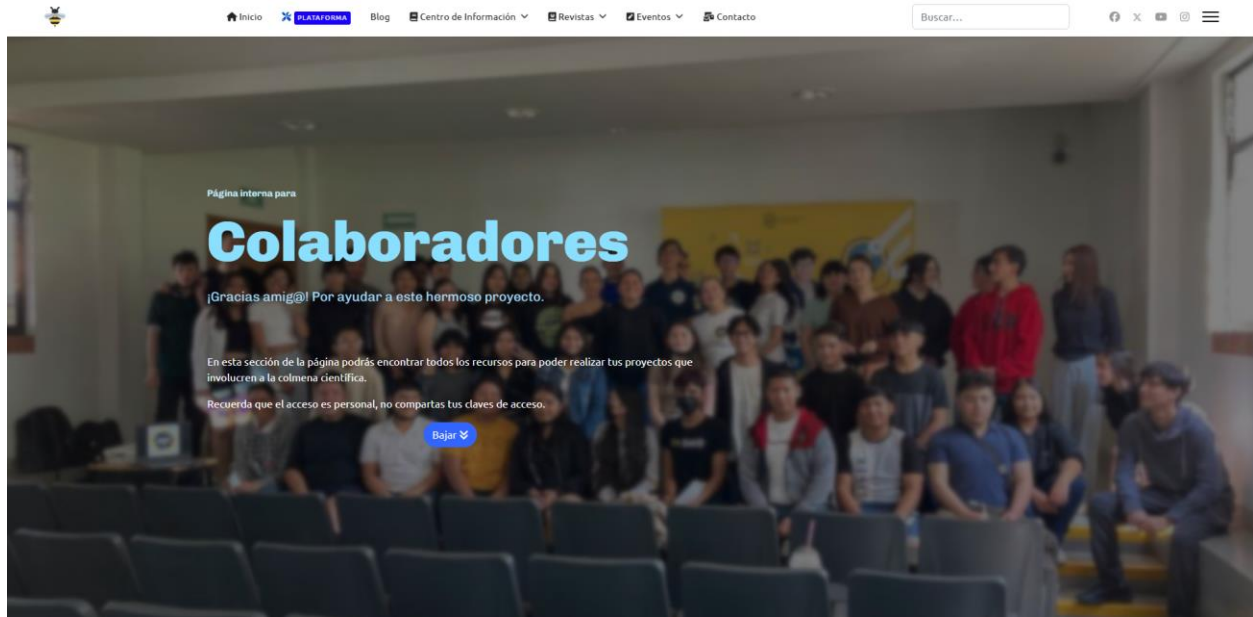 Inicio
PLATAFORMA
Blog
Centro de Información
Revistas
Eventos
Contacto
Buscar...
Página interna para
Colaboradores
¡Gracias amig@! Por ayudar a este hermoso proyecto.
En esta sección de la página podrás encontrar todos los recursos para poder realizar tus proyectos que
involucren a la colmena científica.
Recuerda que el acceso es personal, no compartas tus claves de acceso.
Bajar